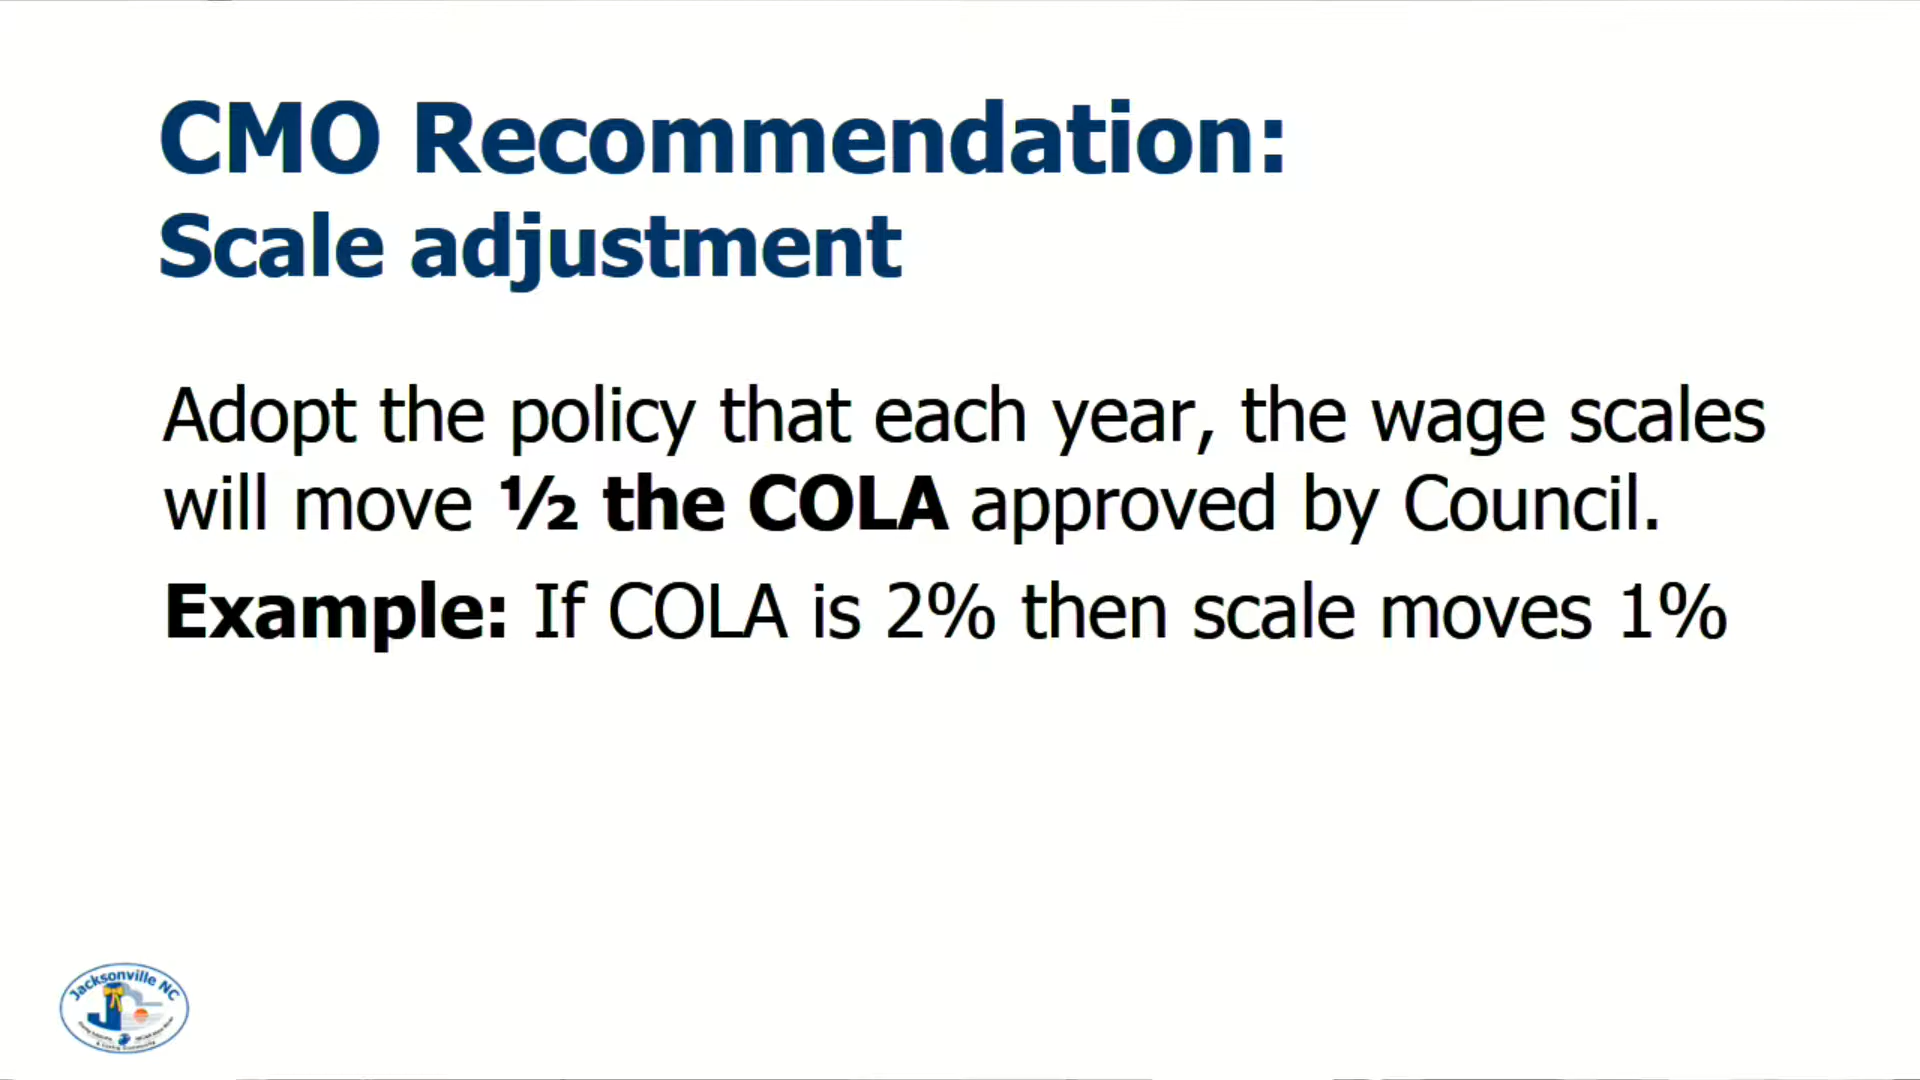 CMO Recommendation:
Scale adjustment
Adopt the policy that each year, the wage scales
will move ½ the COLA approved by Council.
Example: If COLA is 2% then scale moves 1%
Jacksonville NC